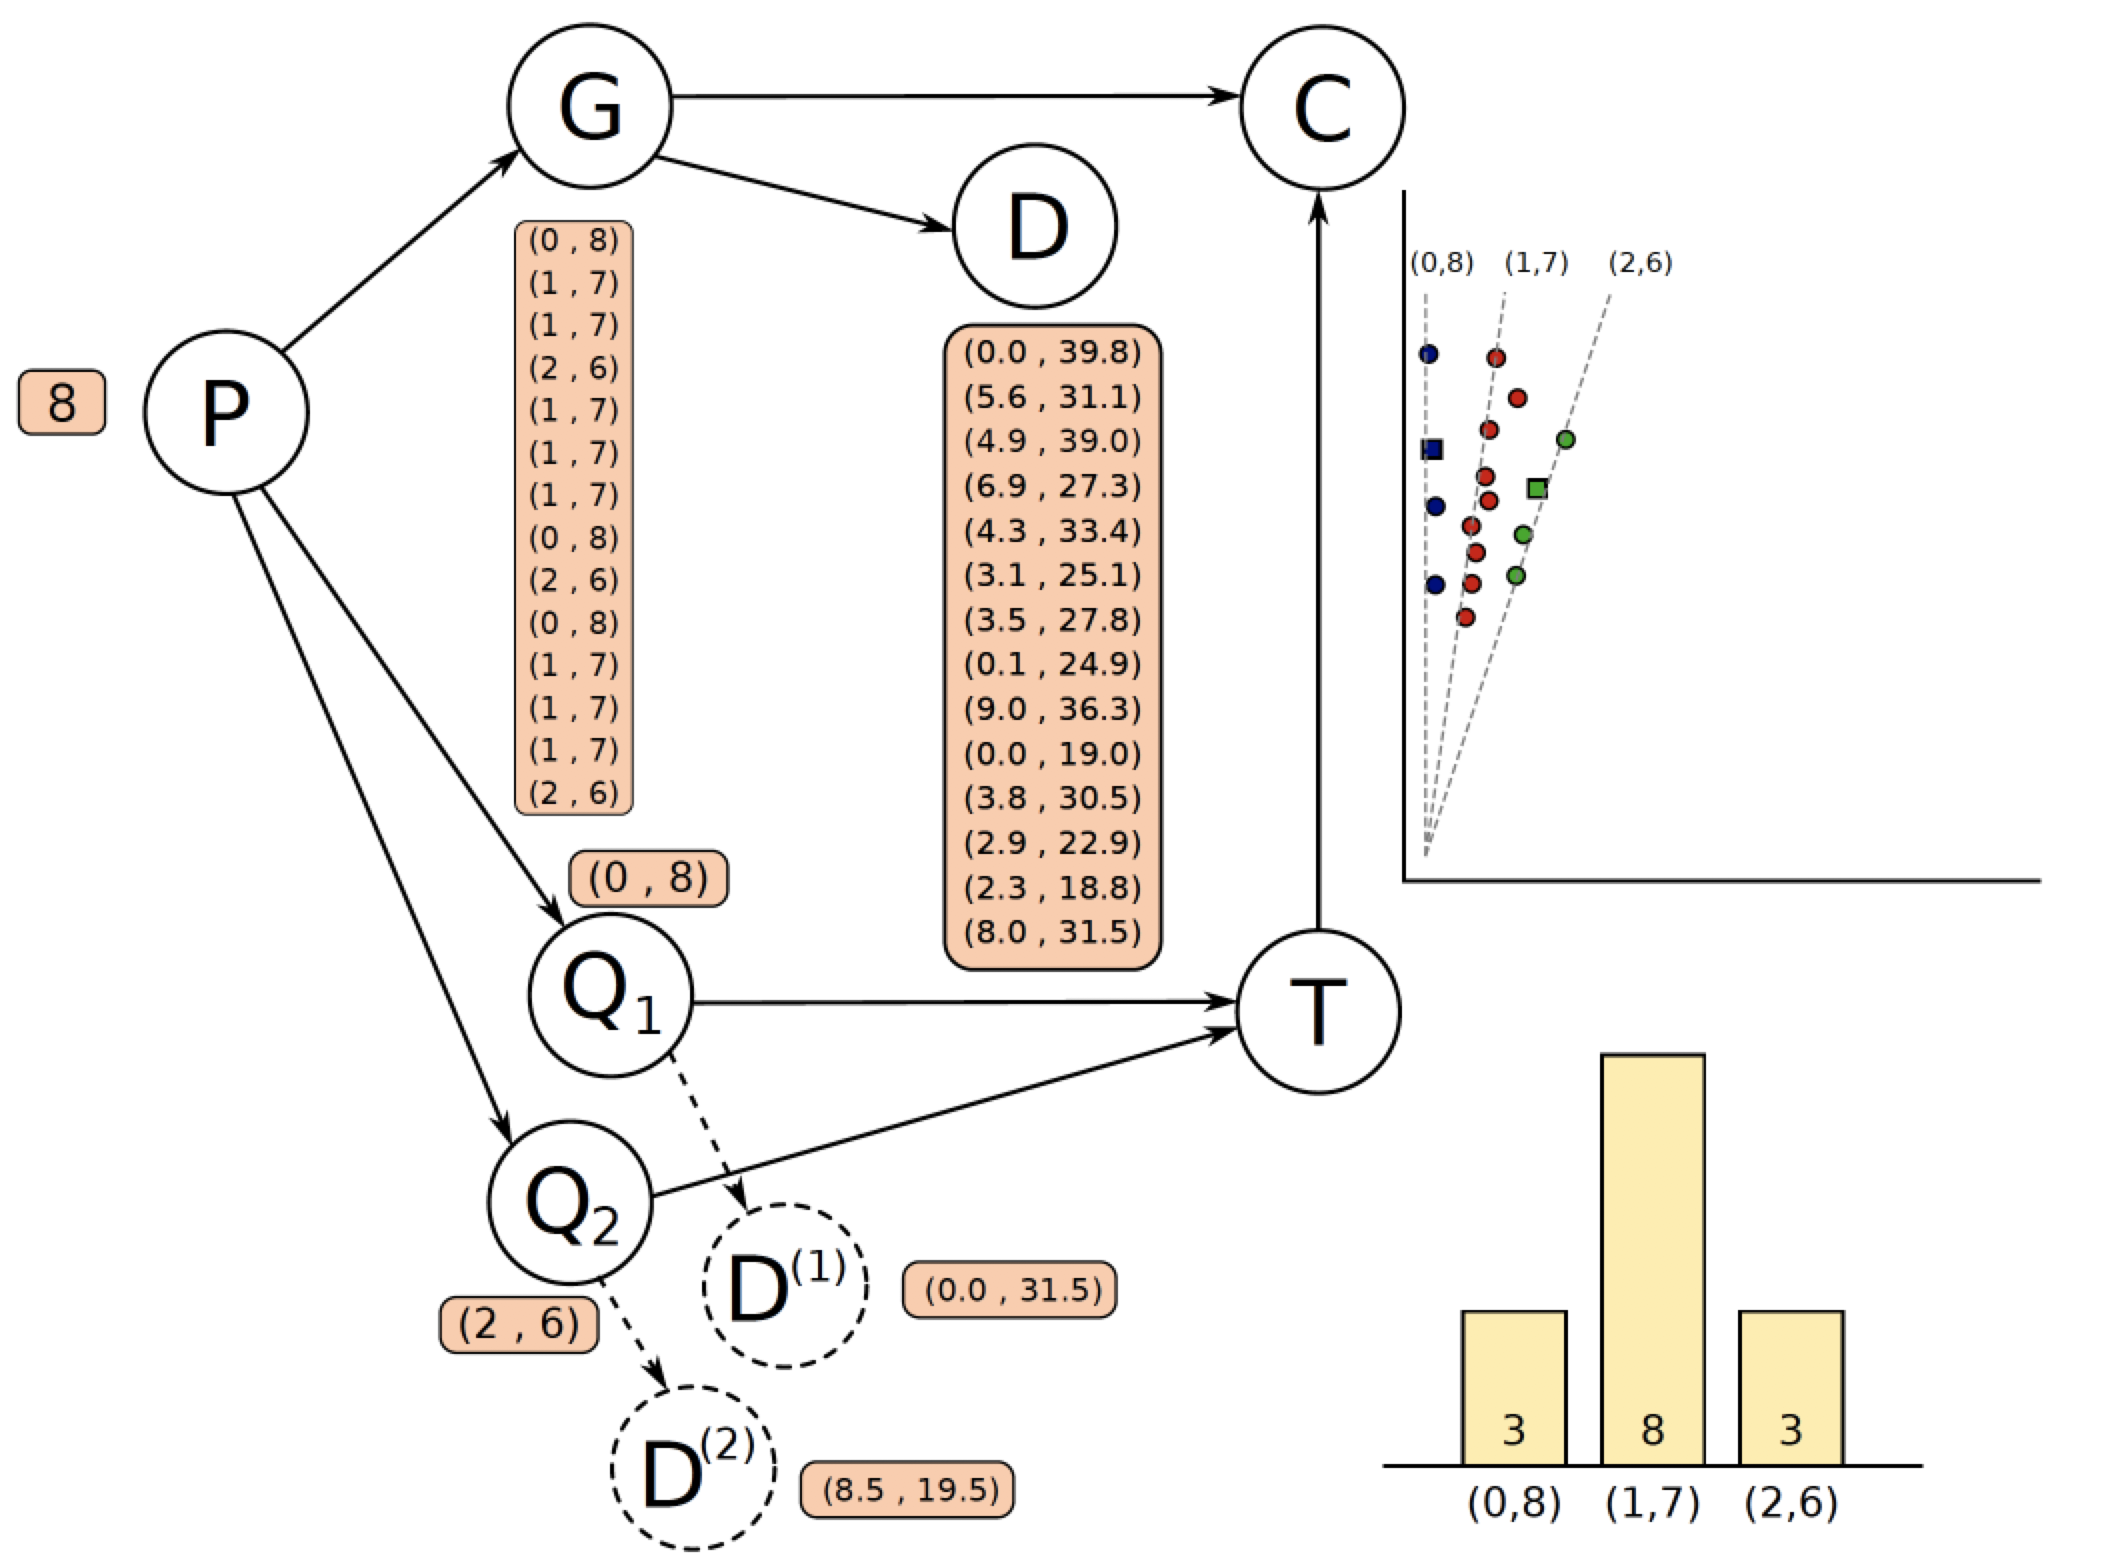 G
C
D
(0 , 8)
(1 , 7)
(1 , 7)
(2 , 6)
(1 , 7)
(1 , 7)
(1 , 7)
(0 , 8)
(2 , 6)
(0 , 8)
(1 , 7)
(1 , 7)
(1 , 7)
(2 , 6)
(0,8) (1,7) (2,6)
8
P
(0.0 , 39.8)
(5.6 , 31.1)
(4.9 , 39.0)
(6.9 , 27.3)
(4.3 , 33.4)
(3.1 , 25.1)
(3.5 , 27.8)
(0.1 , 24.9)
(9.0 , 36.3)
(0.0 , 19.0)
(3.8 , 30.5)
(2.9 , 22.9)
(2.3 , 18.8)
(8.0 , 31.5)
(0 , 8)
Q1
T
Q2
(2 , 6)
D(1)
(0.0 , 31.5)
D(2)
(8.5 , 19.5)
3 8 3
(0,8) (1,7) (2,6)